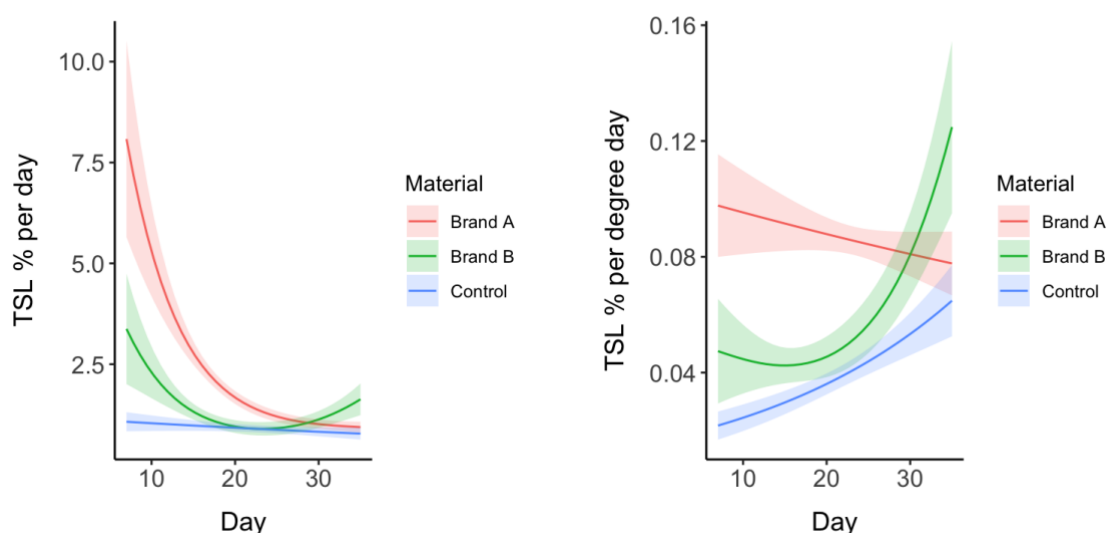 TSL % per day
10.0
7.5
5.0
2.5
10 20 30
Day
Material
Brand A
Brand B
Control
TSL % per degree day
0.16
0.12
0.08
0.04
10 20 30
Day
Material
Brand A
Brand B
Control